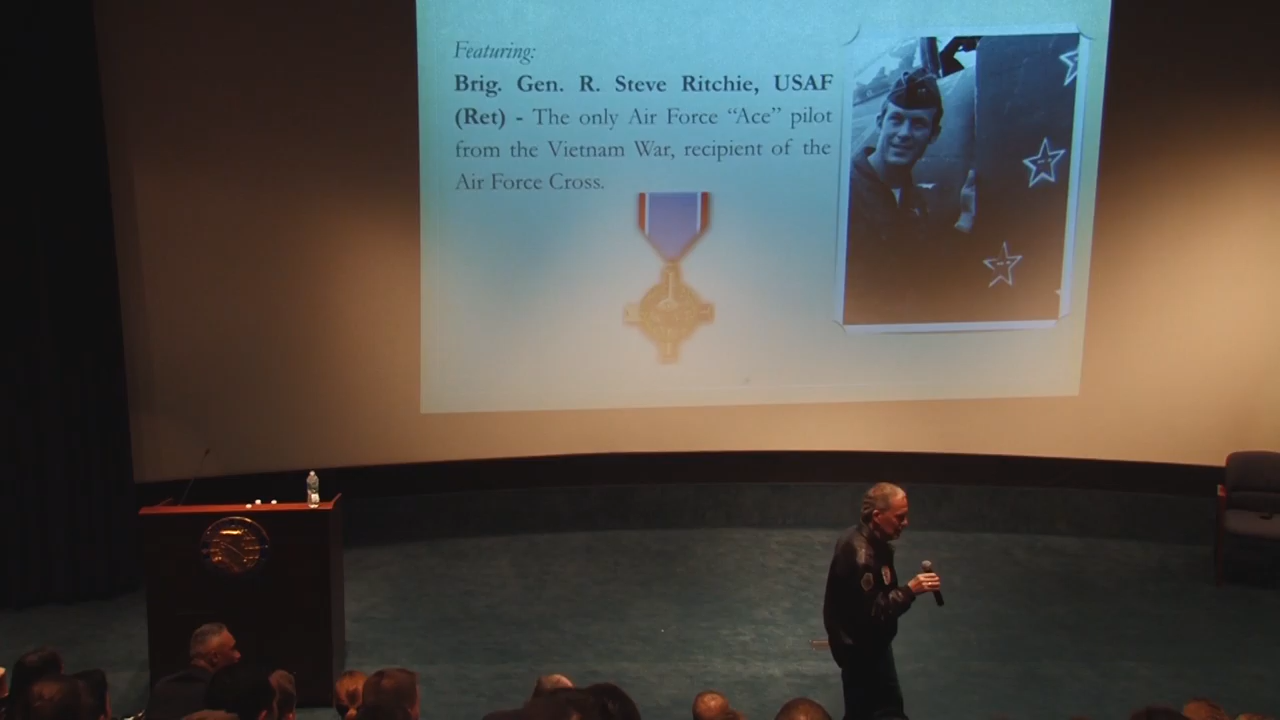 Featuring:
Brig. Gen. R. Steve Ritchie, USAF
(Ret) - The only Air Force “Ace” pilot
from the Vietnam War, recipient of the
Air Force Cross.